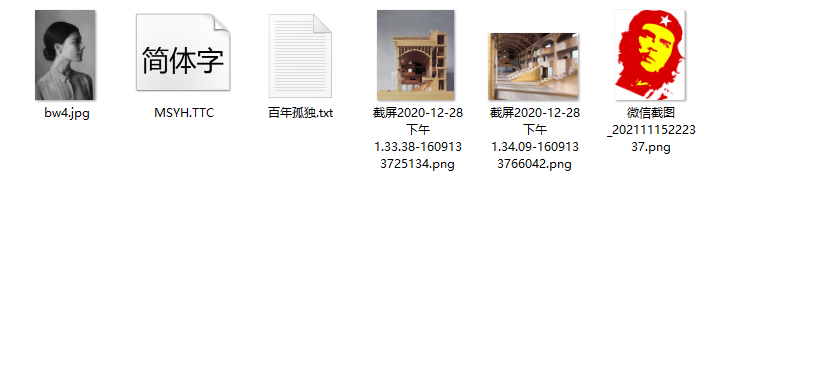 简体字
bw4.jpg
MSYH.TTC
百年孤独.txt
截屏2020-12-28
下午
1.33.38-160913
3725134.png
截屏2020-12-28
下午
1.34.09-160913
3766042.png
微信截图
_202111152223
37.png